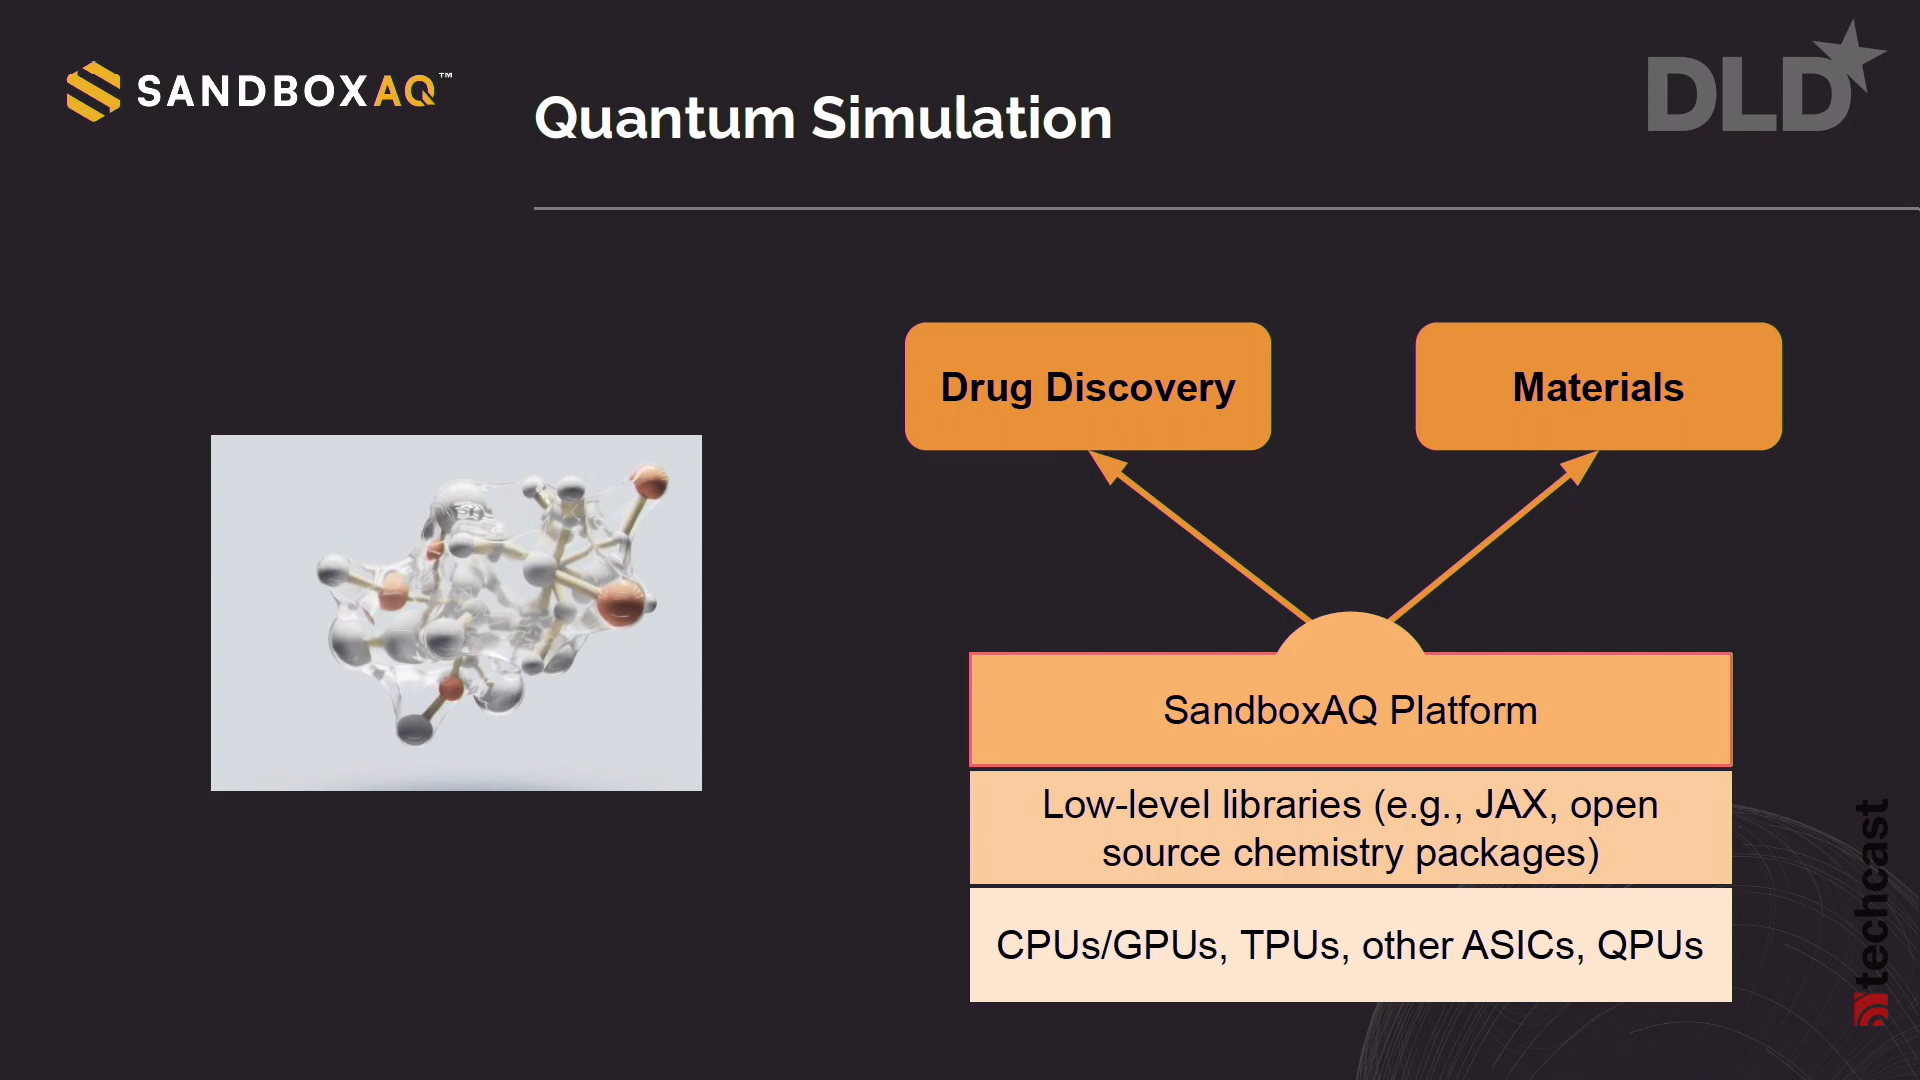 SANDBOXAQ™
Quantum Simulation
DLD
Drug Discovery
Materials
SandboxAQ Platform
Low-level libraries (e.g., JAX, open
source chemistry packages)
CPUs/GPUs, TPUs, other ASICs, QPUs
techcast